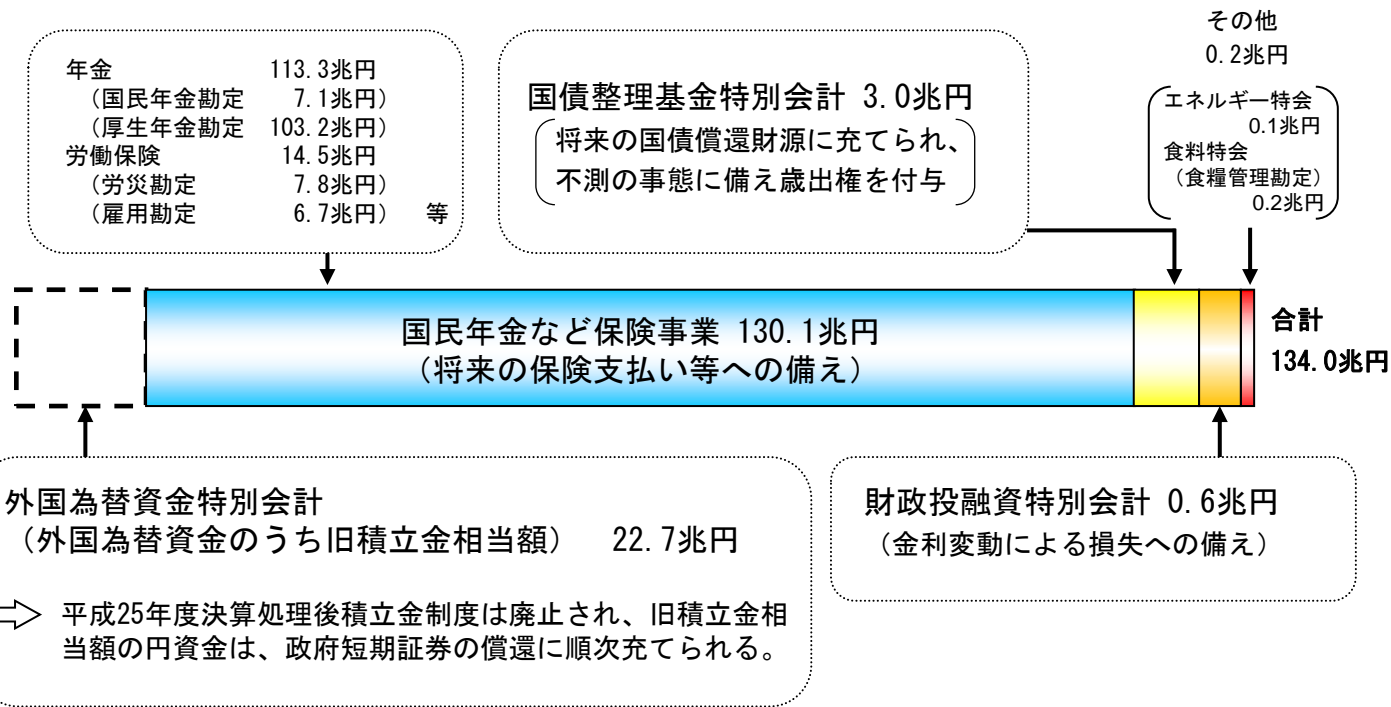 年金 113.3兆円
（国民年金勘定 7.1兆円）
（厚生年金勘定 103.2兆円）
労働保険 14.5兆円
（労災勘定 7.8兆円）
（雇用勘定 6.7兆円） 等
国債整理基金特別会計 3.0兆円
将来の国債償還財源に充てられ、
不測の事態に備え歳出権を付与
その他
0.2兆円
エネルギー特会
0.1兆円
食料特会
（食糧管理勘定）
0.2兆円
国民年金など保険事業 130.1兆円
（将来の保険支払い等への備え）
合計
134.0兆円
外国為替資金特別会計
（外国為替資金のうち旧積立金相当額） 22.7兆円
平成25年度決算処理後積立金制度は廃止され、旧積立金相
当額の円資金は、政府短期証券の償還に順次充てられる。
財政投融資特別会計 0.6兆円
（金利変動による損失への備え）